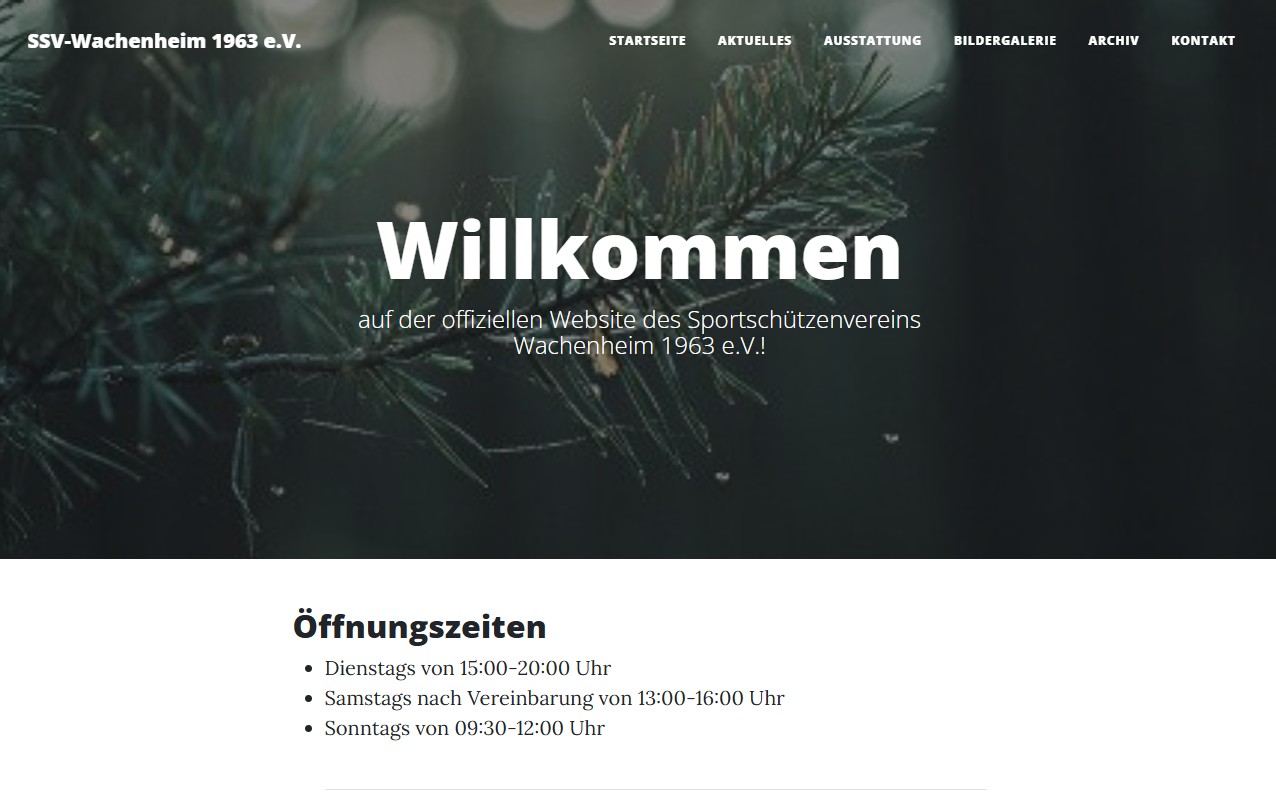 SSV-Wachenheim 1963 e.V.
STARTSEITE AKTUELLES AUSSTATTUNG BILDERGALERIE ARCHIV KONTAKT
Willkommen
auf der offiziellen Website des Sportschützenvereins
Wachenheim 1963 e.V.!
Öffnungszeiten
Dienstags von 15:00-20:00 Uhr
Samstags nach Vereinbarung von 13:00-16:00 Uhr
Sonntags von 09:30-12:00 Uhr